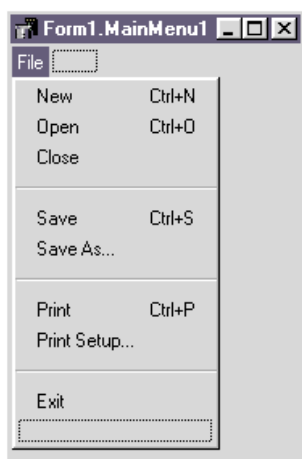 Form1.MainMenu1
File
New Ctrl+N
Open Ctrl+O
Close
Save Ctrl+S
Save As...
Print Ctrl+P
Print Setup...
Exit